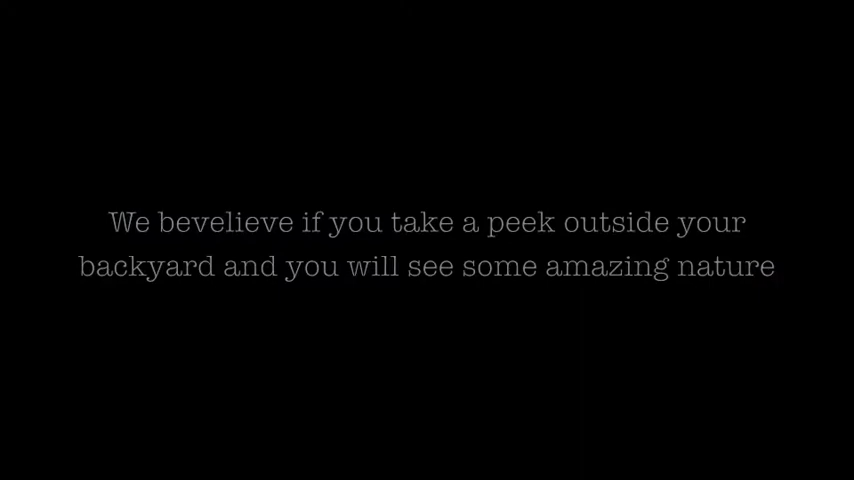 We bevelieve if you take a peek outside your
backyard and you will see some amazing nature